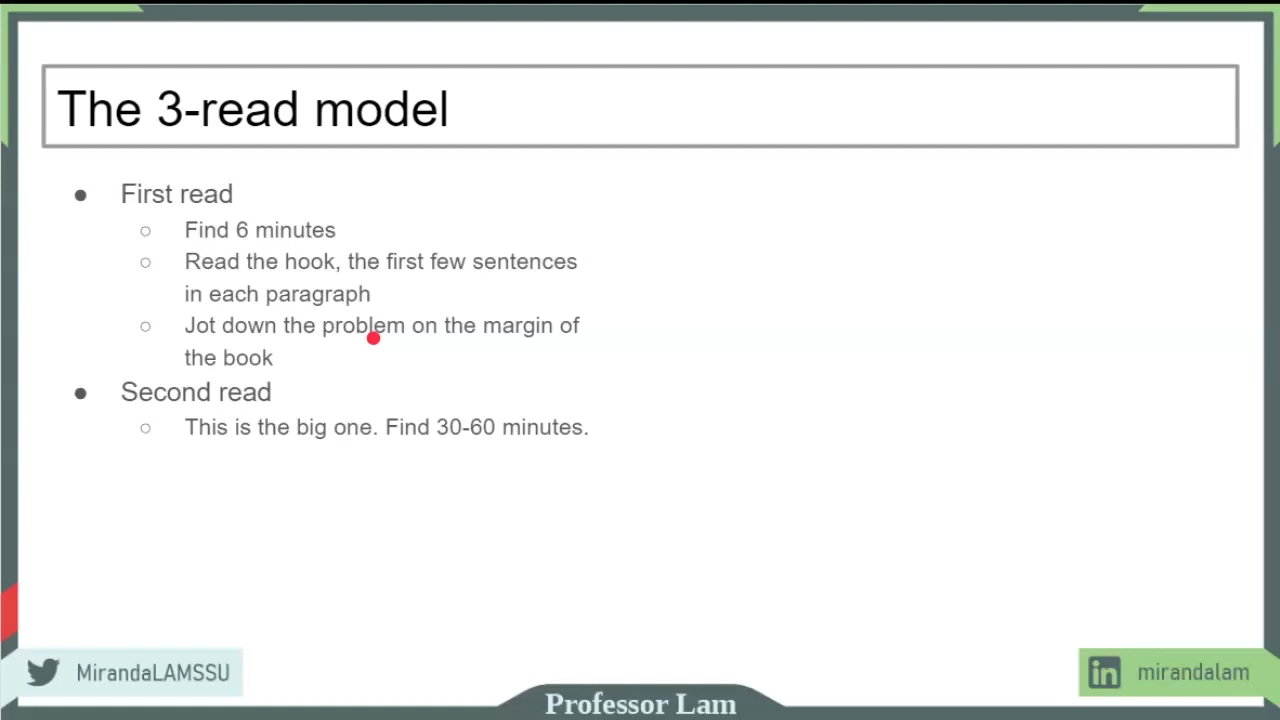 The 3-read model
● First read
○ Find 6 minutes
○ Read the hook, the first few sentences
in each paragraph
○ Jot down the problem on the margin of
the book
● Second read
○ This is the big one. Find 30-60 minutes.
MirandaLAMSSU
in mirandalam
Professor Lam